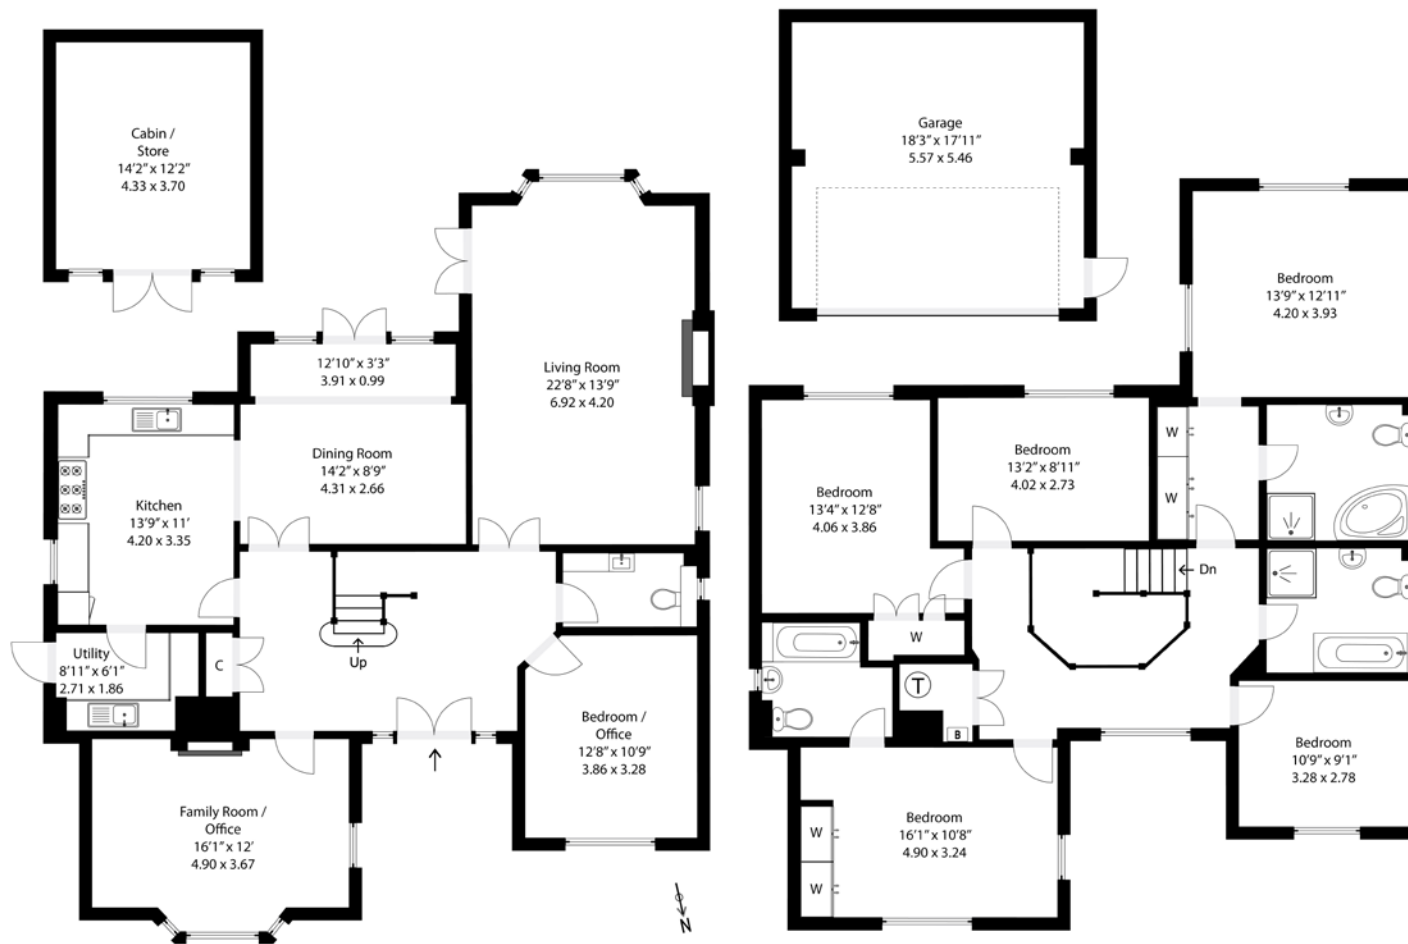 Cabin /
Store
14'2" x 12'2"
4.33 x 3.70
Garage
18'3" x 17'11"
5.57 x 5.46
12'10" x 3'3"
3.91 x 0.99
Living Room
22'8" x 13'9"
6.92 x 4.20
Dining Room
14'2" x 8'9"
4.31 x 2.66
Kitchen
13'9" x 11'
4.20 x 3.35
Utility
8'11" x 6'1"
2.71 x 1.86
C
Up
Bedroom /
Office
12'8" x 10'9"
3.86 x 3.28
Family Room /
Office
16'1" x 12'
4.90 x 3.67
N
Bedroom
13'9" x 12'11"
4.20 x 3.93
Bedroom
13'2" x 8'11"
4.02 x 2.73
W
W
Bedroom
13'4" x 12'8"
4.06 x 3.86
Dn
W
T
B
Bedroom
10'9" x 9'1"
3.28 x 2.78
Bedroom
16'1" x 10'8"
4.90 x 3.24
W
W